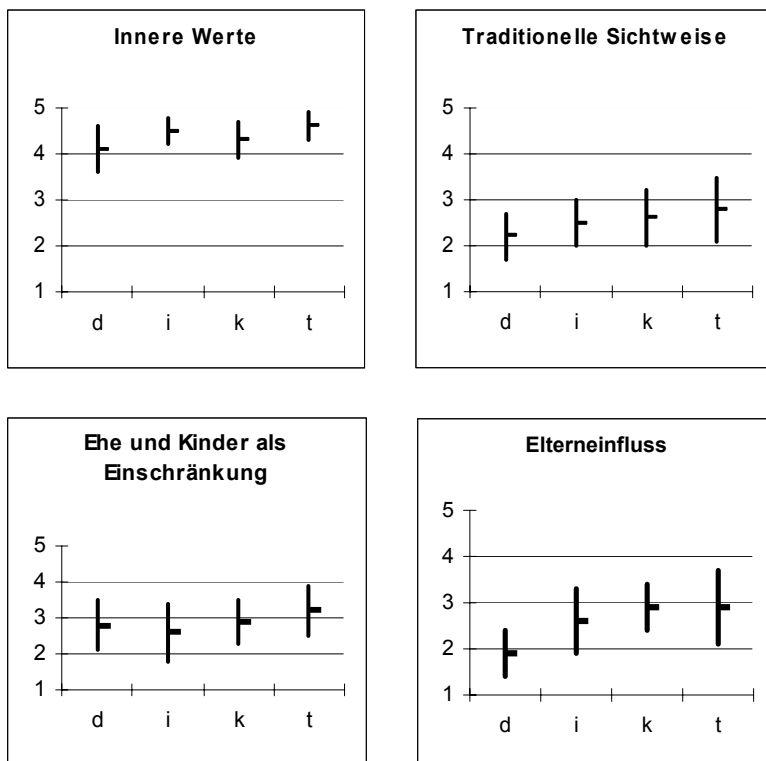 Innere Werte
5
4
3
2
1
d i k t
Traditionelle Sichtweise
5
4
3
2
1
d i k t
Ehe und Kinder als
Einschränkung
5
4
3
2
1
d i k t
Elterneinfluss
5
4
3
2
1
d i k t